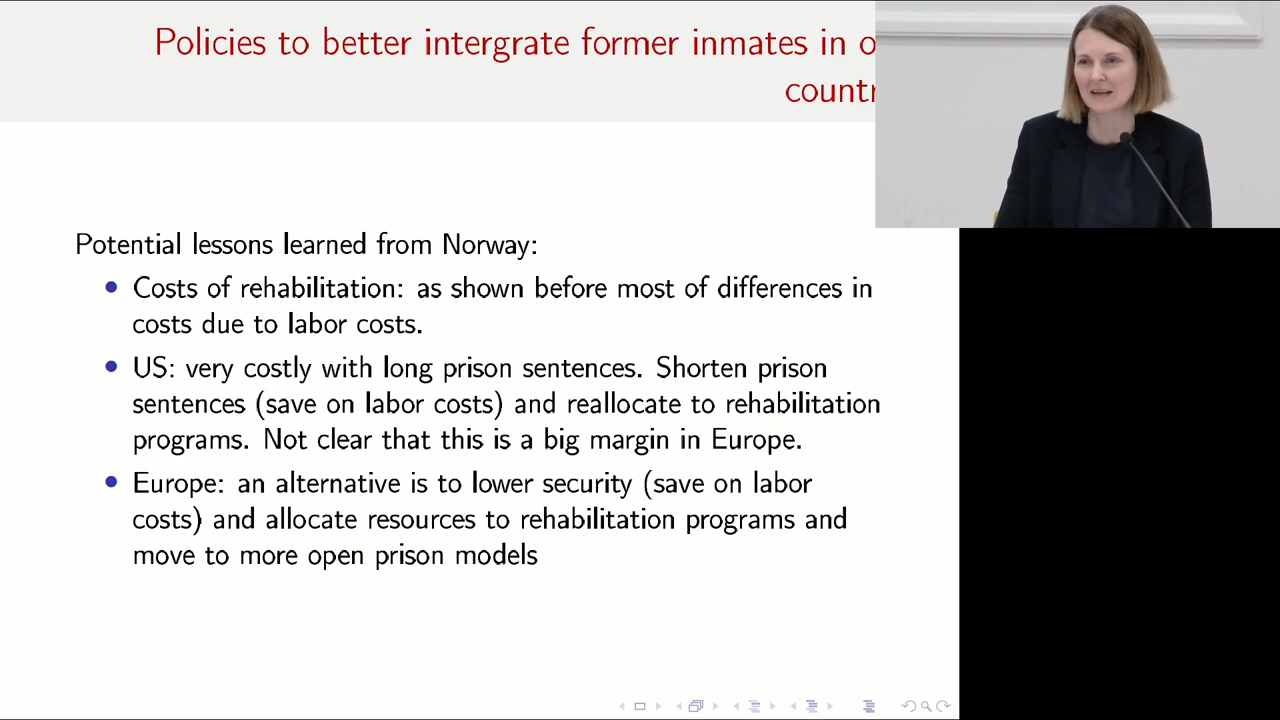 Policies to better intergrate former inmates in o
countr
Potential lessons learned from Norway:
• Costs of rehabilitation: as shown before most of differences in
costs due to labor costs.
• US: very costly with long prison sentences. Shorten prison
sentences (save on labor costs) and reallocate to rehabilitation
programs. Not clear that this is a big margin in Europe.
• Europe: an alternative is to lower security (save on labor
costs) and allocate resources to rehabilitation programs and
move to more open prison models